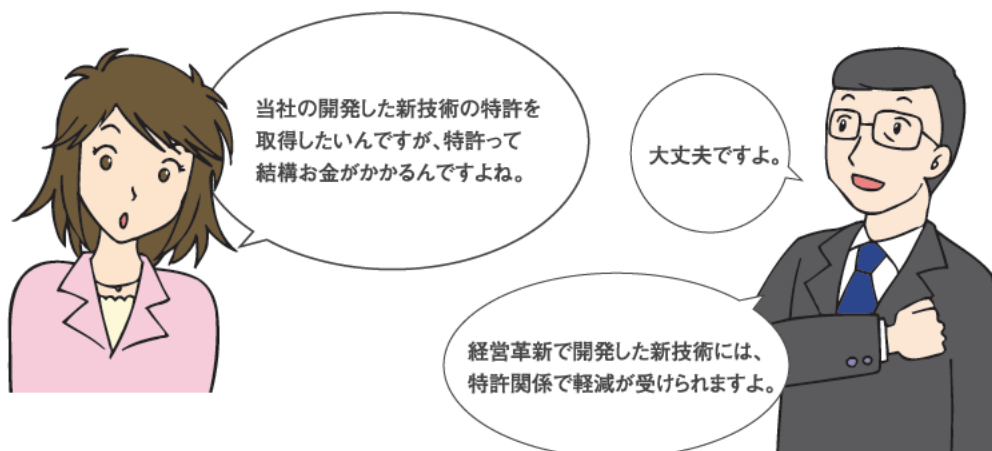 当社の開発した新技術の特許を
取得したいんですが、特許って
結構お金がかかるんですよね。
大丈夫ですよ。
経営革新で開発した新技術には、
特許関係で軽減が受けられますよ。